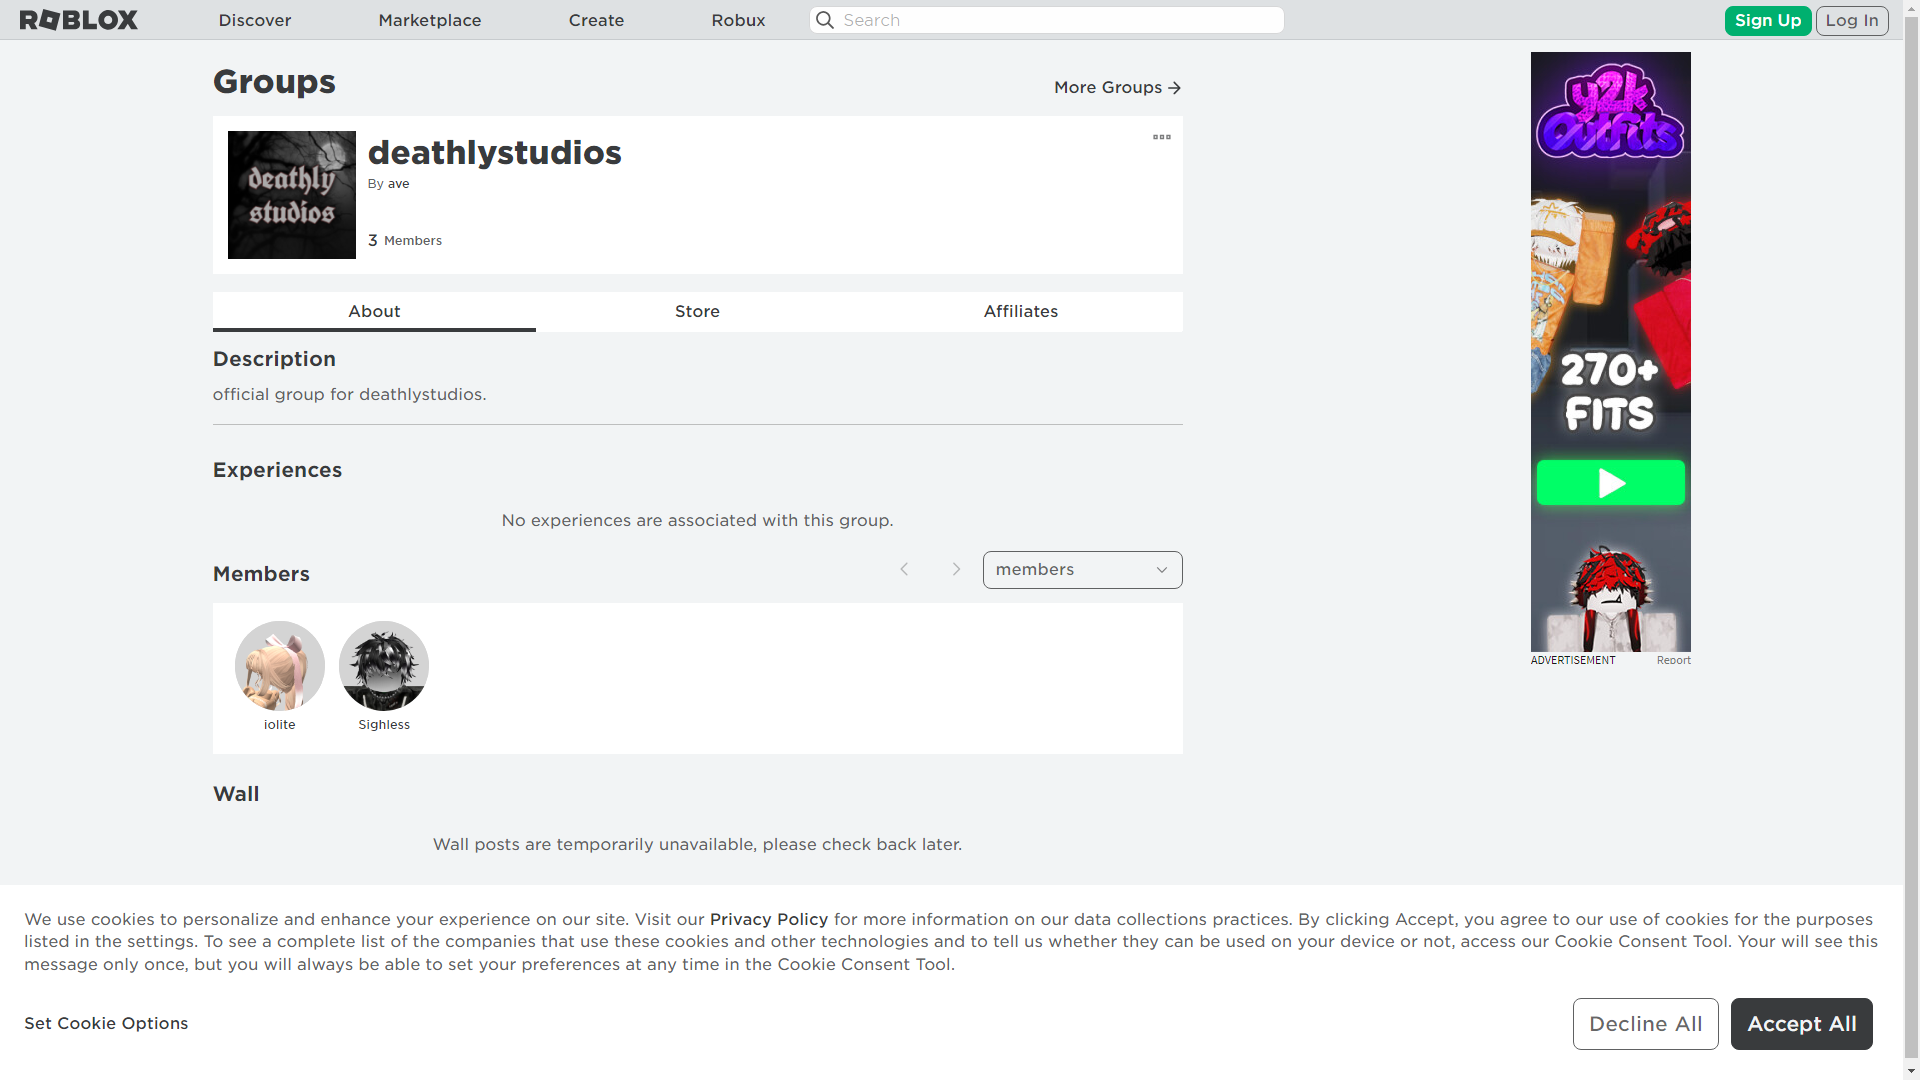 ROBLOX
Discover
Marketplace
Create
Robux
Search
Sign Up
Log In
Groups
More Groups
deathly
studios
deathlystudios
By ave
3 Members
About
Store
Affiliates
Description
official group for deathlystudios.
Experiences
No experiences are associated with this group.
Members
members
iolite
Sighless
Wall
Wall posts are temporarily unavailable, please check back later.
y2k
Outfits
270+
FITS
ADVERTISEMENT
Report
We use cookies to personalize and enhance your experience on our site. Visit our Privacy Policy for more information on our data collections practices. By clicking Accept, you agree to our use of cookies for the purposes
listed in the settings. To see a complete list of the companies that use these cookies and other technologies and to tell us whether they can be used on your device or not, access our Cookie Consent Tool. Your will see this
message only once, but you will always be able to set your preferences at any time in the Cookie Consent Tool.
Set Cookie Options
Decline All
Accept All